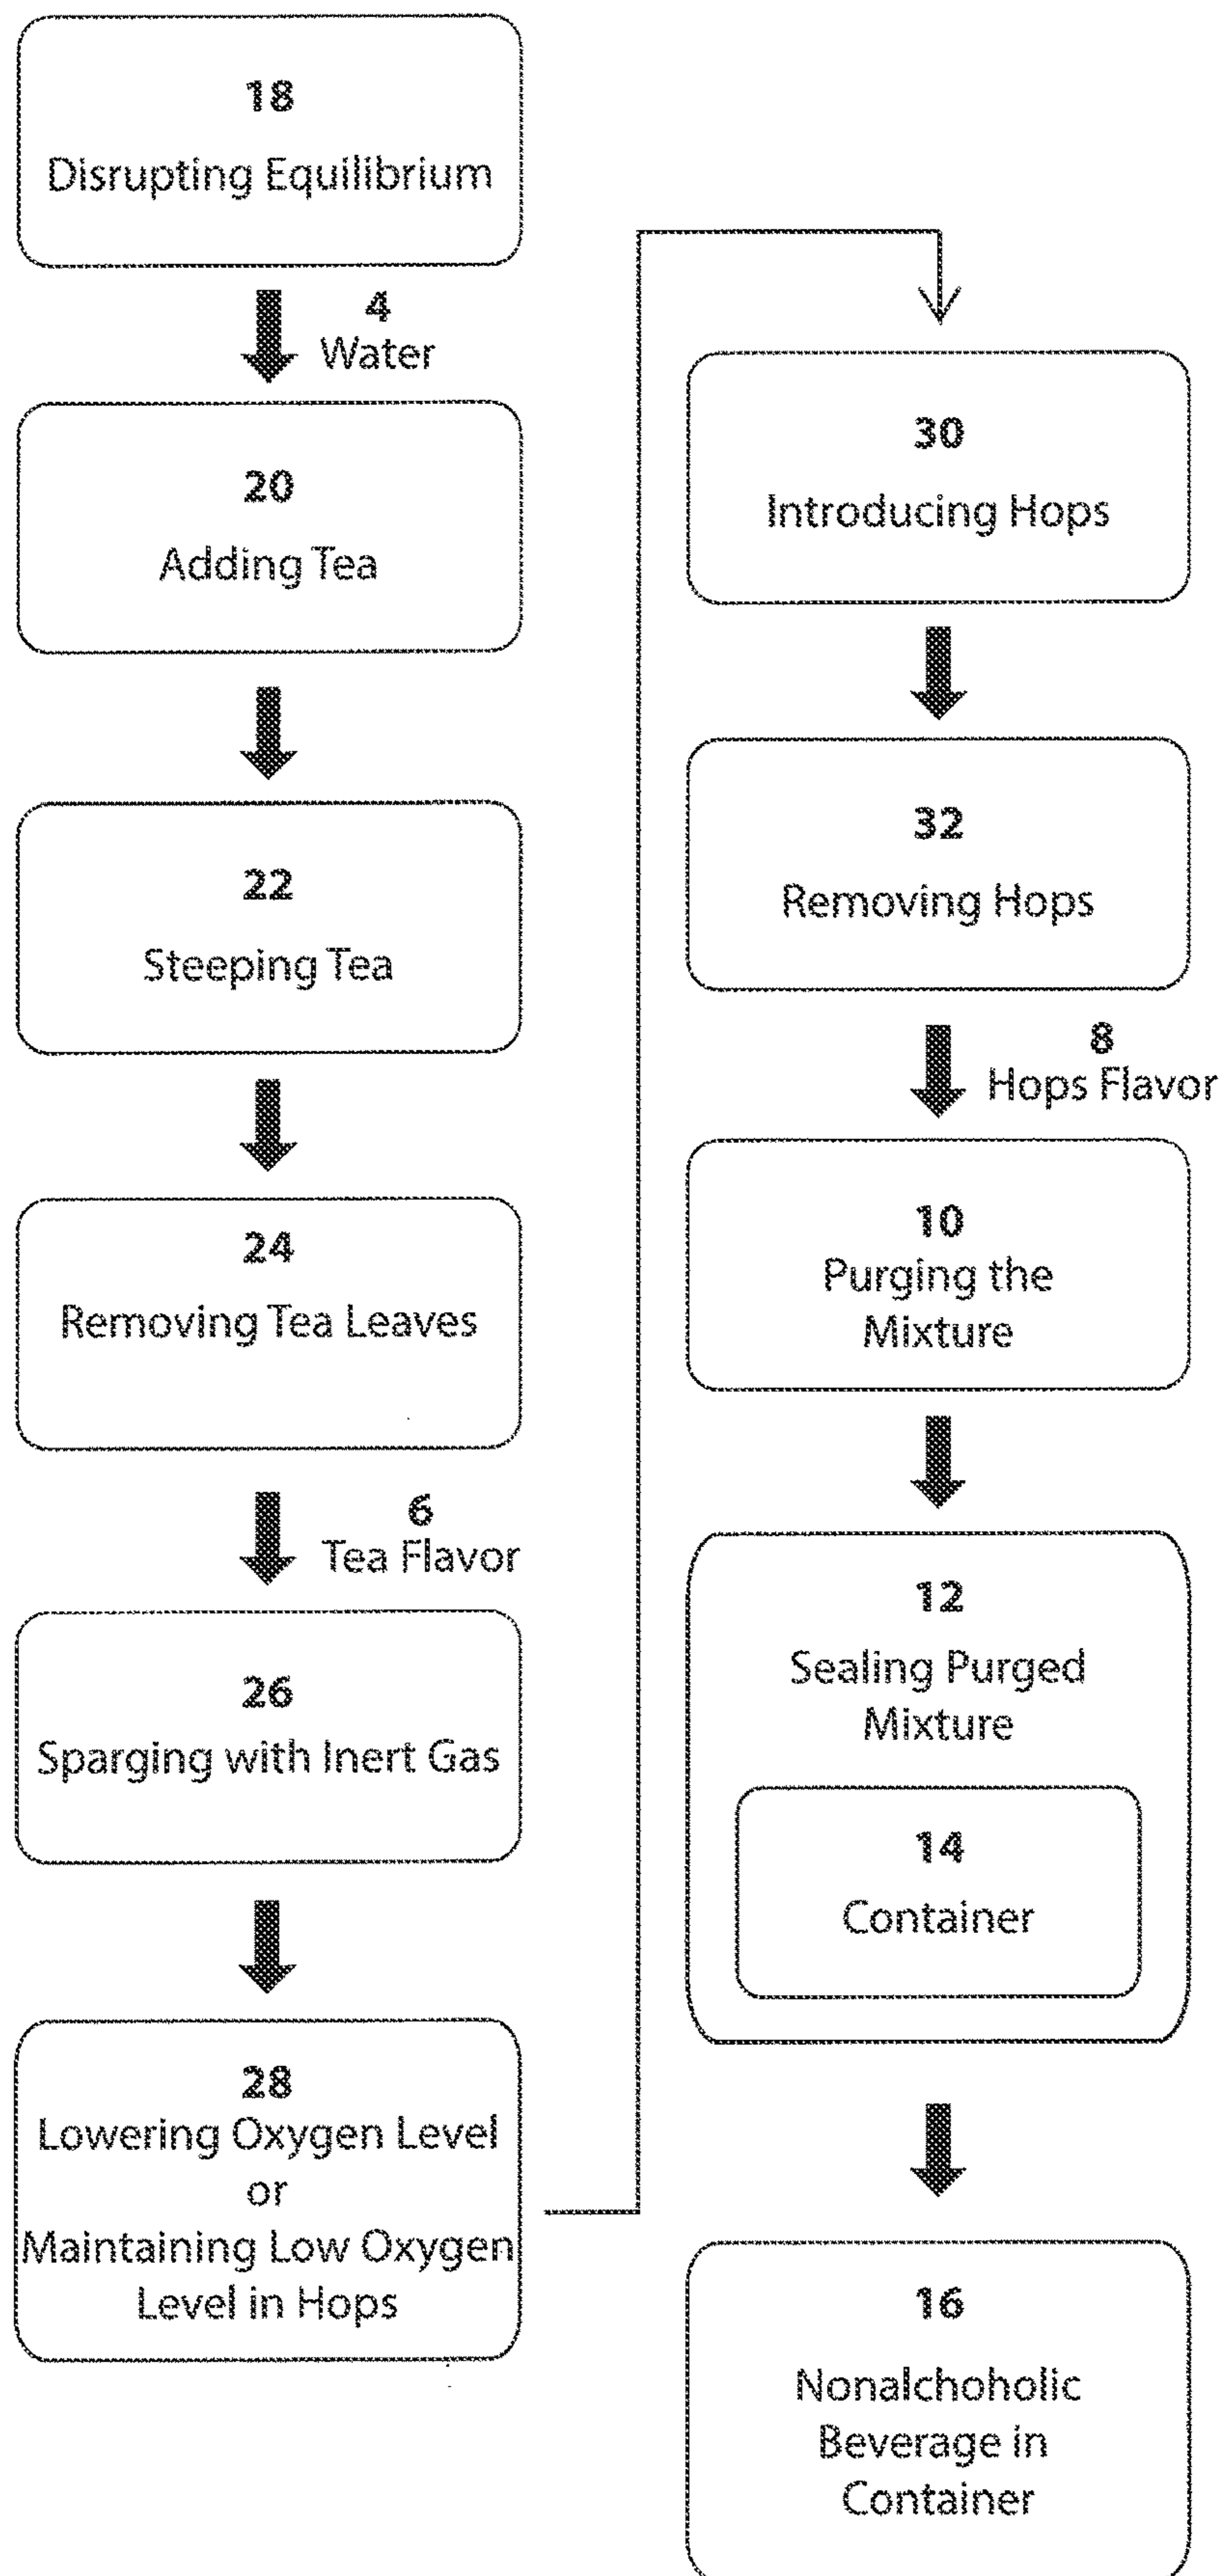 18
Disrupting Equilibrium
4
Water
20
Adding Tea
22
Steeping Tea
24
Removing Tea Leaves
6
Tea Flavor
26
Sparging with Inert Gas
28
Lowering Oxygen Level
or
Maintaining Low Oxygen
Level in Hops
30
Introducing Hops
32
Removing Hops
8
Hops Flavor
10
Purging the
Mixture
12
Sealing Purged
Mixture
14
Container
16
Nonalchoholic
Beverage in
Container